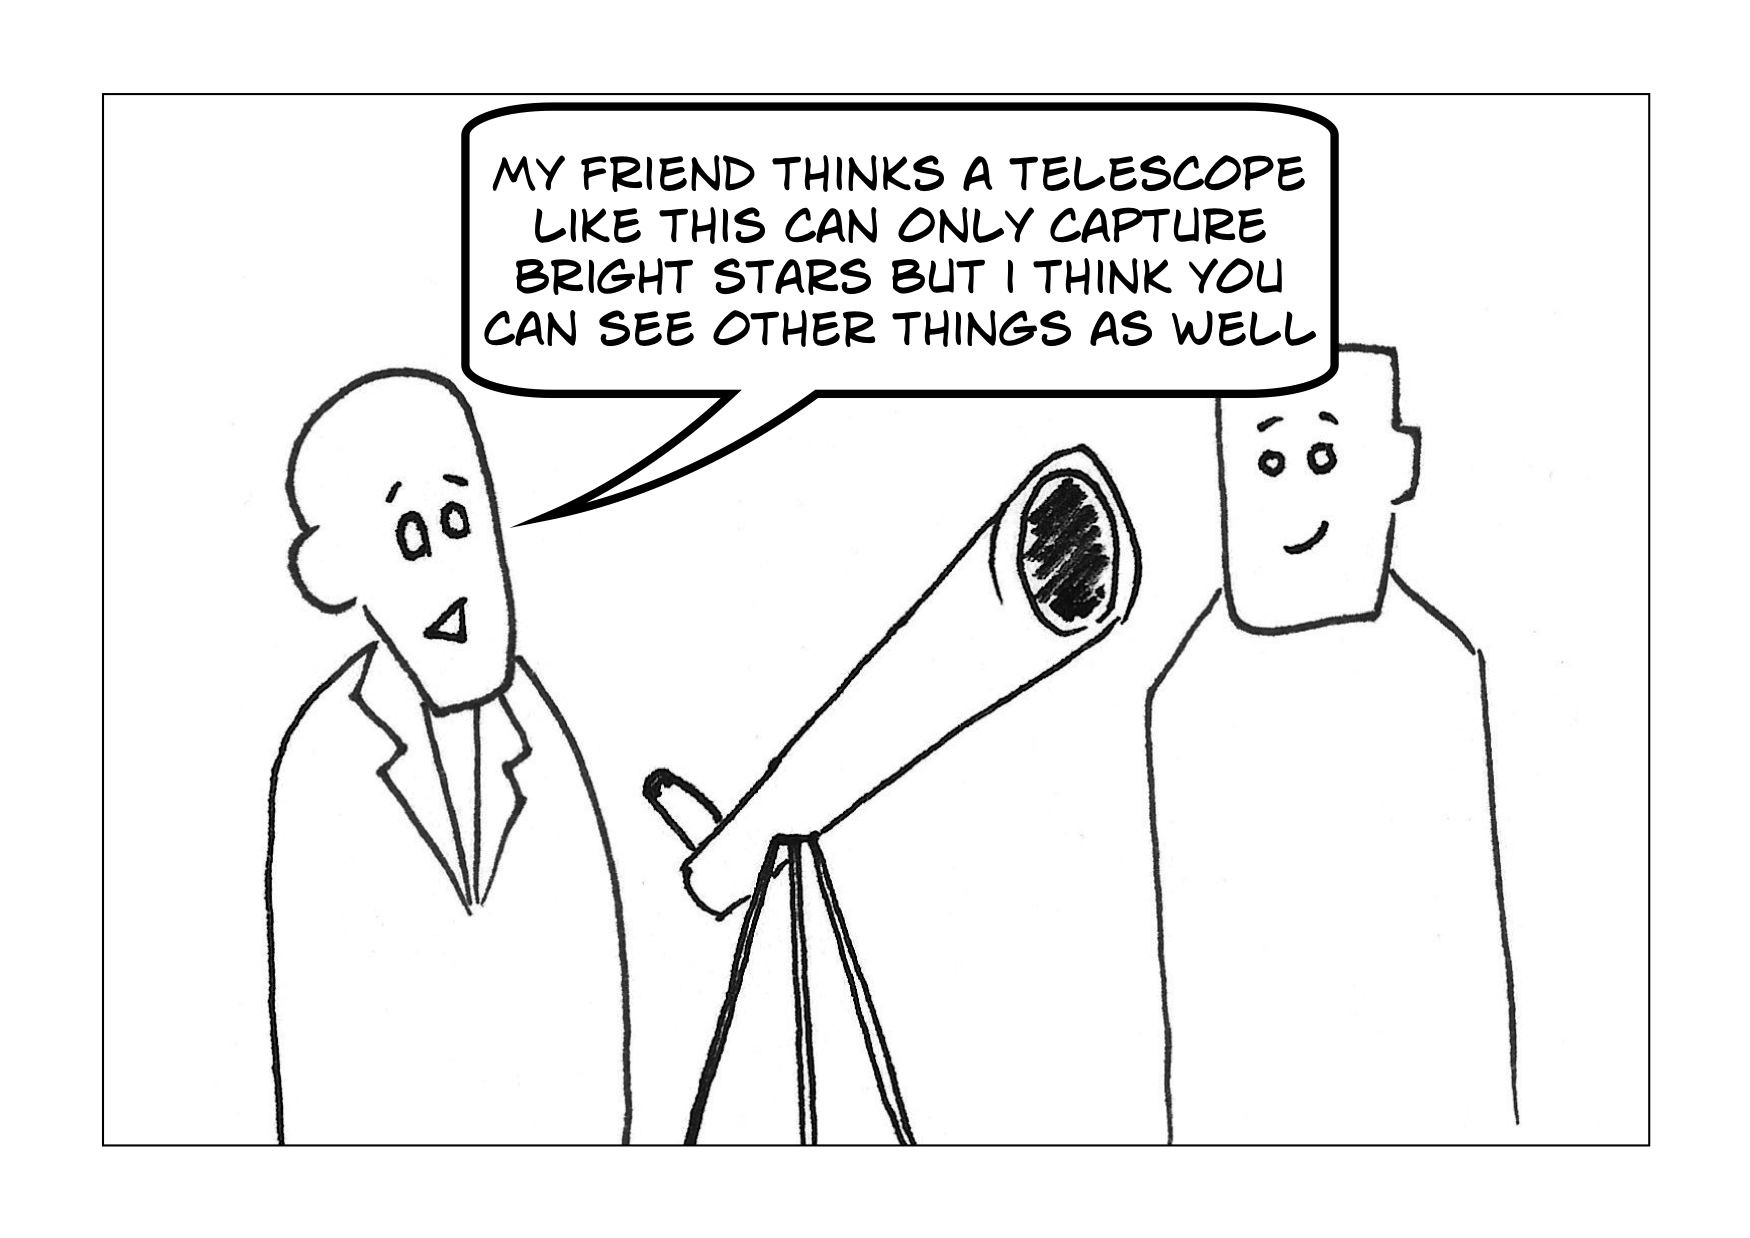 MY FRIEND THINKS A TELESCOPE
LIKE THIS CAN ONLY CAPTURE
BRIGHT STARS BUT I THINK YOU
CAN SEE OTHER THINGS AS WELL